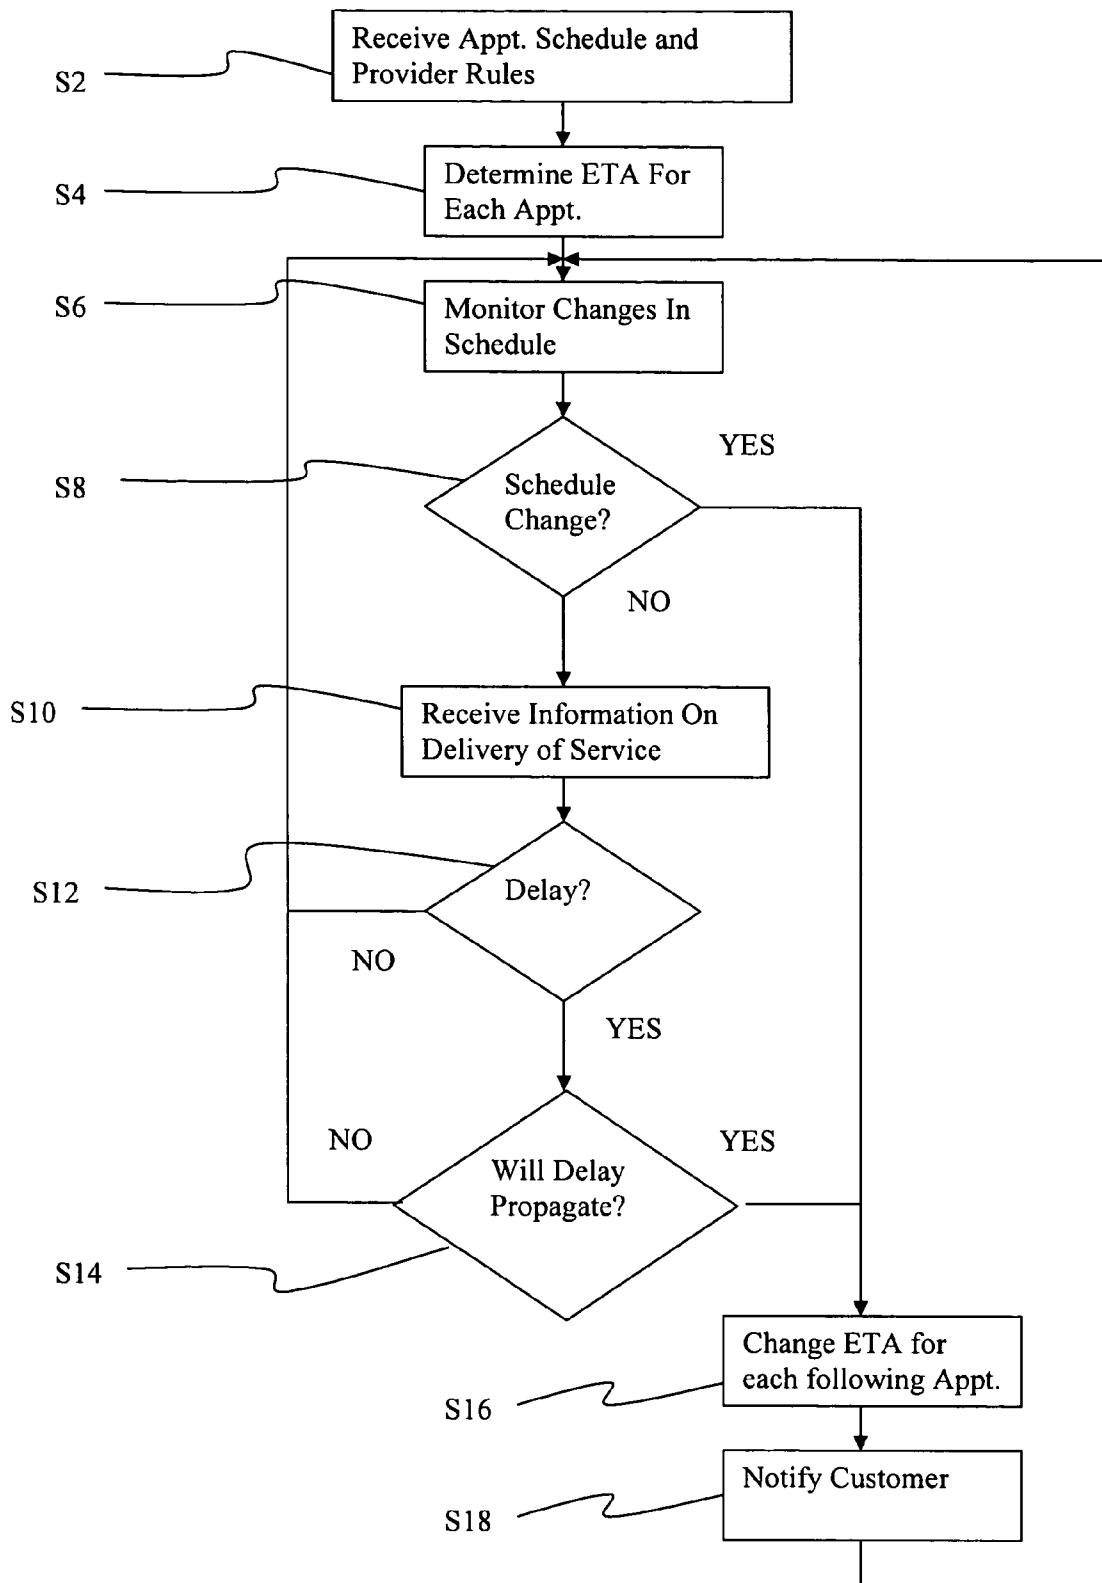 Receive Appt. Schedule and
Provider Rules
S2
Determine ETA For
Each Appt.
S4
Monitor Changes In
Schedule
S6
YES
Schedule
Change?
S8
NO
Receive Information On
Delivery of Service
S10
Delay?
S12
NO
YES
NO
YES
Will Delay
Propagate?
S14
Change ETA for
each following Appt.
S16
Notify Customer
S18